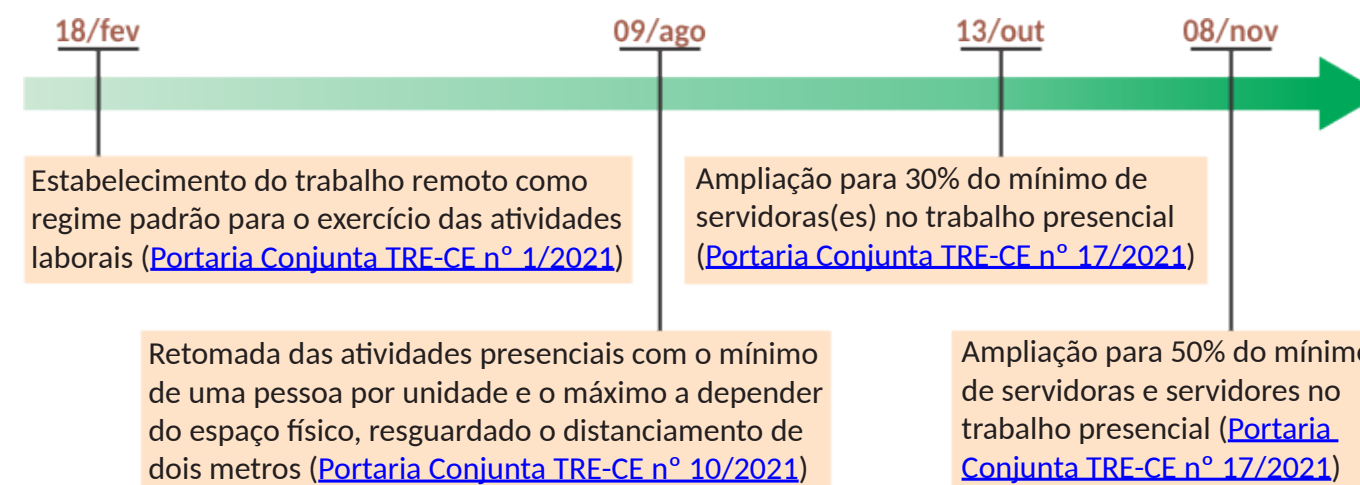 18/fev
09/ago
13/out
08/nov
Estabelecimento do trabalho remoto como
regime padrão para o exercício das atividades
laborais (Portaria Conjunta TRE-CE nº 1/2021)
Ampliação para 30% do mínimo de
servidoras(es) no trabalho presencial
(Portaria Conjunta TRE-CE nº 17/2021)
Retomada das atividades presenciais com o mínimo
de uma pessoa por unidade e o máximo a depender
do espaço físico, resguardado o distanciamento de
dois metros (Portaria Conjunta TRE-CE nº 10/2021)
Ampliação para 50% do mínimo
de servidoras e servidores no
trabalho presencial (Portaria
Conjunta TRE-CE nº 17/2021)